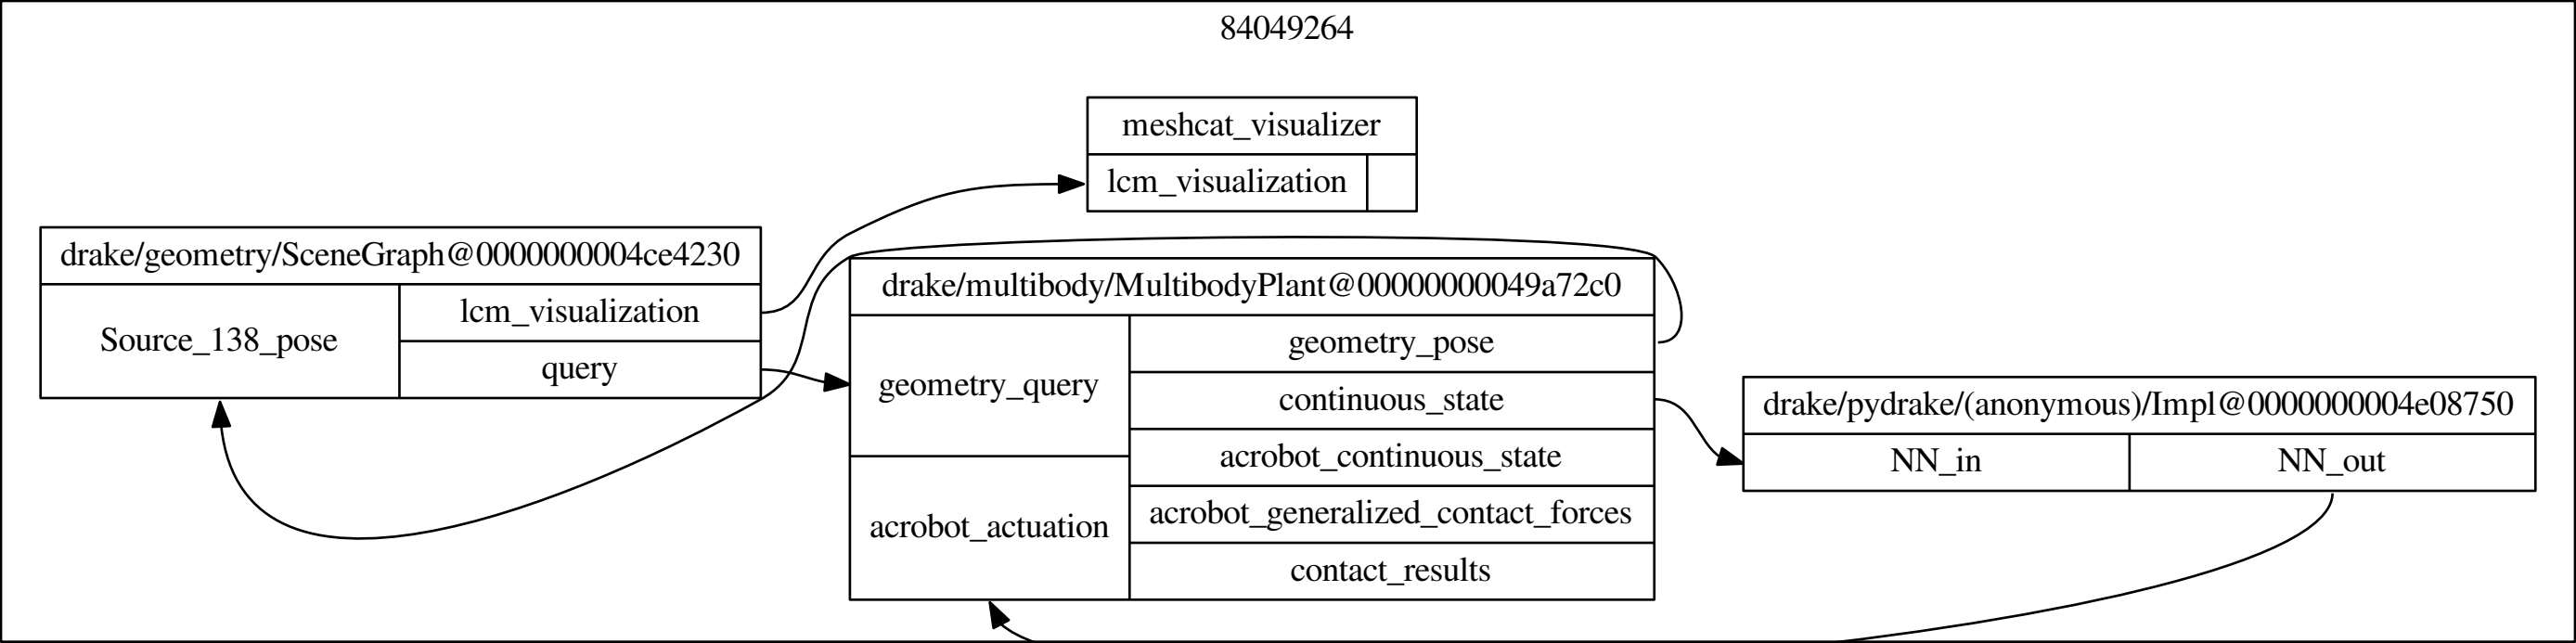 84049264
meshcat_visualizer
lcm_visualization
drake/geometry/SceneGraph@0000000004ce4230
Source_138_pose
lcm_visualization
query
drake/multibody/MultibodyPlant@00000000049a72c0
geometry_query
acrobot_actuation
geometry_pose
continuous_state
acrobot_continuous_state
acrobot_generalized_contact_forces
contact_results
drake/pydrake/(anonymous)/Impl@0000000004e08750
NN_in
NN_out